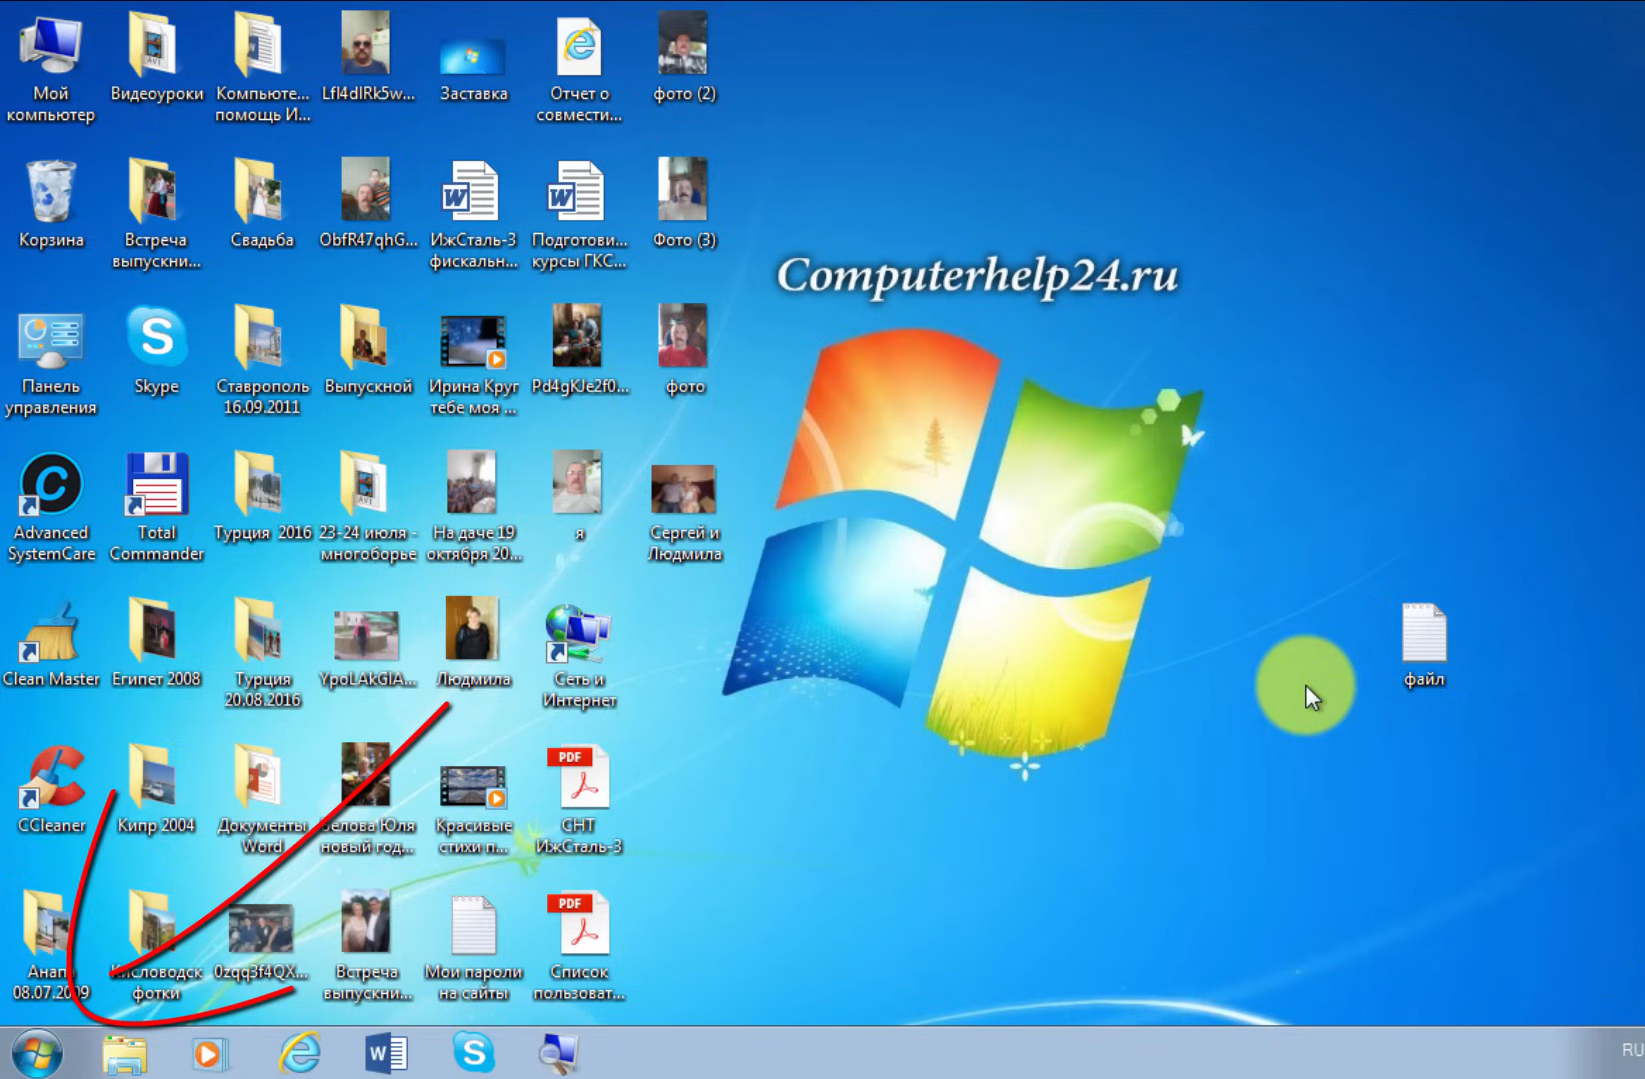 Мой
компьютер
Видеоуроки
Компьюте...
помощь И...
LfI4dIRk5w...
Заставка
Отчет о
совмести...
фото (2)
Корзина
Встреча
выпускни...
Свадьба
ObfR47qhG...
ИжСталь-3
фискальн...
Подготови...
курсы ГКС...
Фото (3)
Computerhelp24.ru
Панель
управления
Skype
Ставрополь
16.09.2011
Выпускной
Ирина Круг
тебе моя ...
Pd4gKJe2f0...
фото
Advanced
SystemCare
Total
Commander
Турция 2016
23-24 июля -
многоборье
На даче 19
октября 20...
я
Сергей и
Людмила
Clean Master
Египет 2008
Турция
20.08.2016
YpoLAkGIA...
Людмила
Сеть и
Интернет
файл
CCleaner
Кипр 2004
Документы
Word
Белова Юля
новый год...
Красивые
стихи п...
PDF
СНТ
ИжСталь-3
Анапа
08.07.2009
Кисловодск
фотки
0zqq3f4QX...
Встреча
выпускни...
Мои пароли
на сайты
PDF
Список
пользоват...
RU